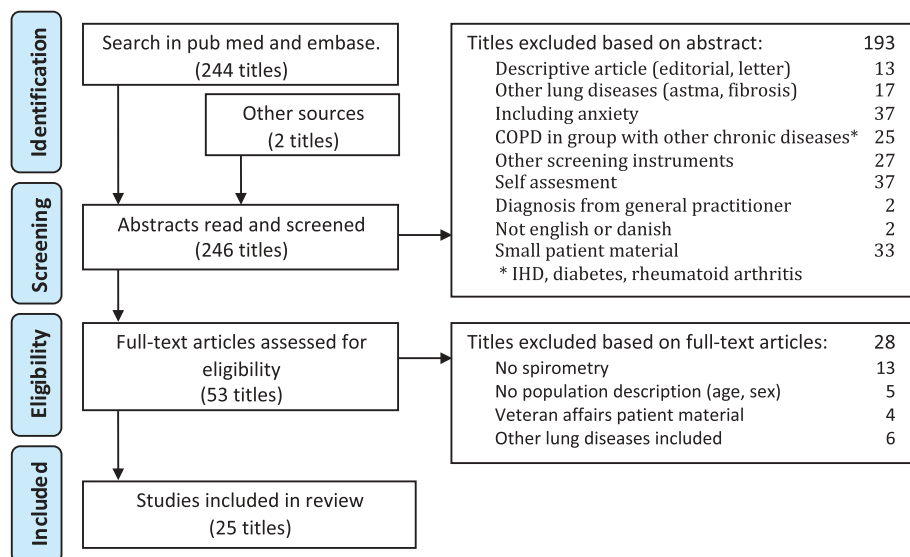 Identification
Search in pub med and embase.
(244 titles)
Other sources
(2 titles)
Screening
Abstracts read and screened
(246 titles)
Titles excluded based on abstract: 193
Descriptive article (editorial, letter) 13
Other lung diseases (astma, fibrosis) 17
Including anxiety 37
COPD in group with other chronic diseases* 25
Other screening instruments 27
Self assesment 37
Diagnosis from general practitioner 2
Not english or danish 2
Small patient material 33
* IHD, diabetes, rheumatoid arthritis
Eligibility
Full-text articles assessed for
eligibility
(53 titles)
Titles excluded based on full-text articles: 28
No spirometry 13
No population description (age, sex) 5
Veteran affairs patient material 4
Other lung diseases included 6
Included
Studies included in review
(25 titles)